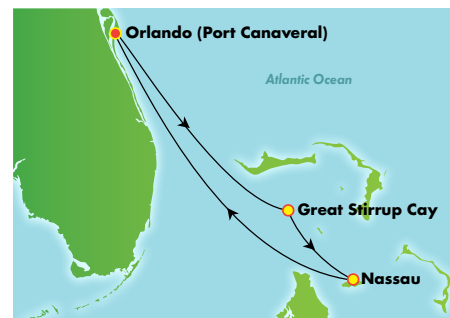 Orlando (Port Canaveral)
Atlantic Ocean
Great Stirrup Cay
Nassau